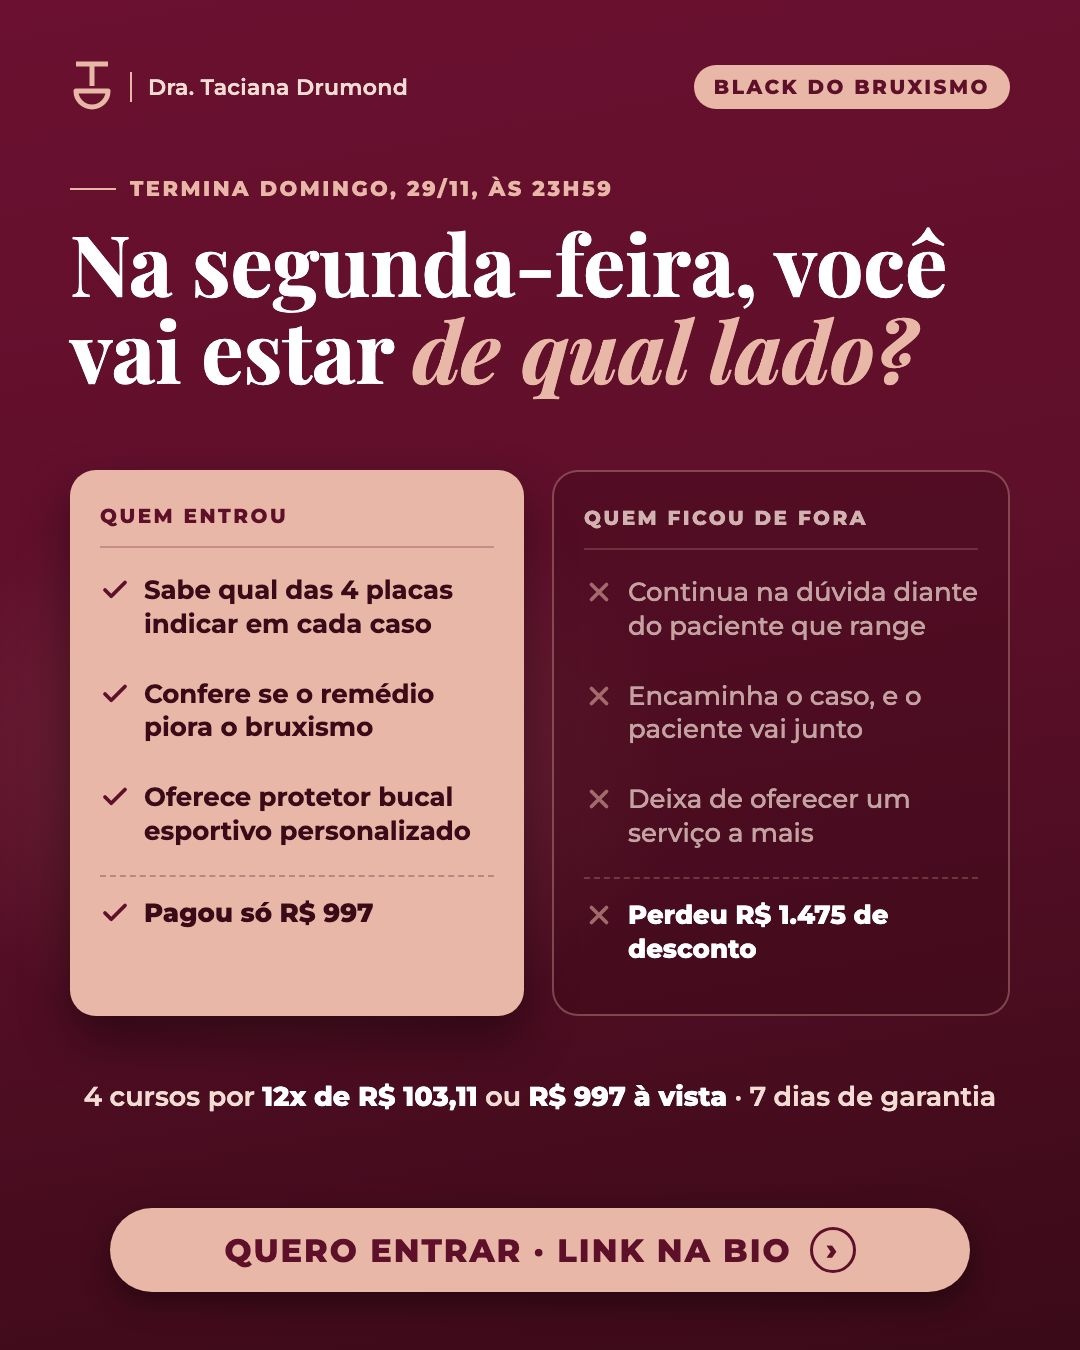 Dra. Taciana Drumond
BLACK DO BRUXISMO
TERMINA DOMINGO, 29/11, ÀS 23H59
Na segunda-feira, você
vai estar de qual lado?
QUEM ENTROU
Sabe qual das 4 placas
indicar em cada caso
Confere se o remédio
piora o bruxismo
Oferece protetor bucal
esportivo personalizado
Pagou só R$ 997
QUEM FICOU DE FORA
Continua na dúvida diante
do paciente que range
Encaminha o caso, e o
paciente vai junto
Deixa de oferecer um
serviço a mais
Perdeu R$ 1.475 de
desconto
4 cursos por 12x de R$ 103,11 ou R$ 997 à vista · 7 dias de garantia
QUERO ENTRAR · LINK NA BIO ›